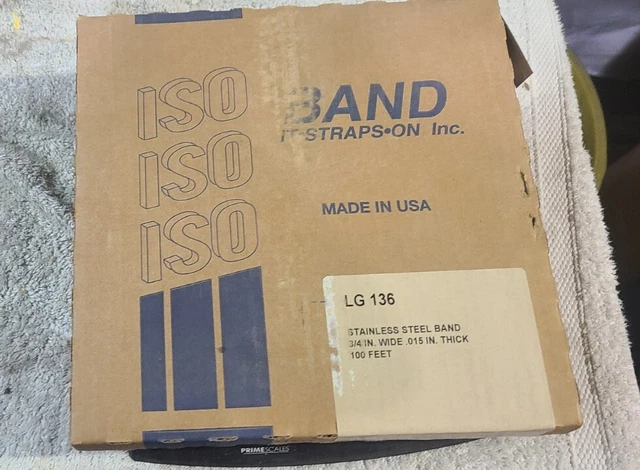 ISO
ISO
ISO
BAND
IT•STRAPS•ON Inc.
MADE IN USA
LG 136
STAINLESS STEEL BAND
3/4 IN. WIDE .015 IN. THICK
100 FEET
PRIMESCALES